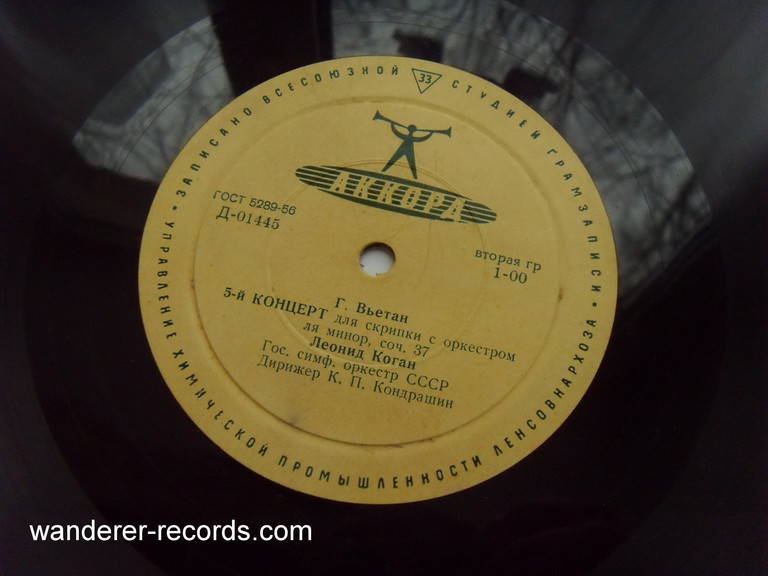 ЗАПИСАНО ВСЕСОЮЗНОЙ 33 СТУДИЕЙ ГРАМЗАПИСИ •
УПРАВЛЕНИЕ ХИМИЧЕСКОЙ ПРОМЫШЛЕННОСТИ ЛЕНСОВНАРХОЗА •
АККОРД
ГОСТ 5289-56
Д-01445
вторая гр
1-00
Г. Вьетан
5-й КОНЦЕРТ для скрипки с оркестром
ля минор, соч. 37
Леонид Коган
Гос. симф. оркестр СССР
Дирижер К. П. Кондрашин
wanderer-records.com